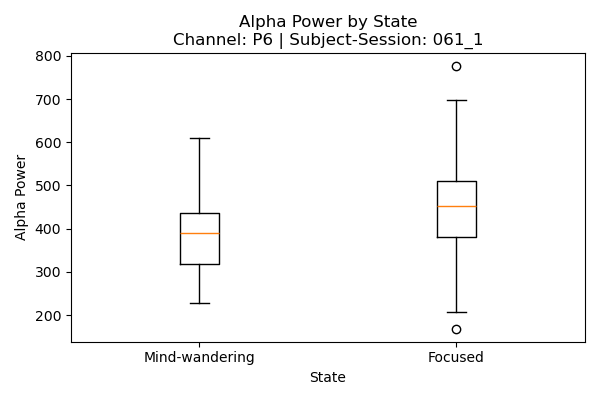 Alpha Power by State
Channel: P6 | Subject-Session: 061_1
Alpha Power
800
700
600
500
400
300
200
Mind-wandering
Focused
State